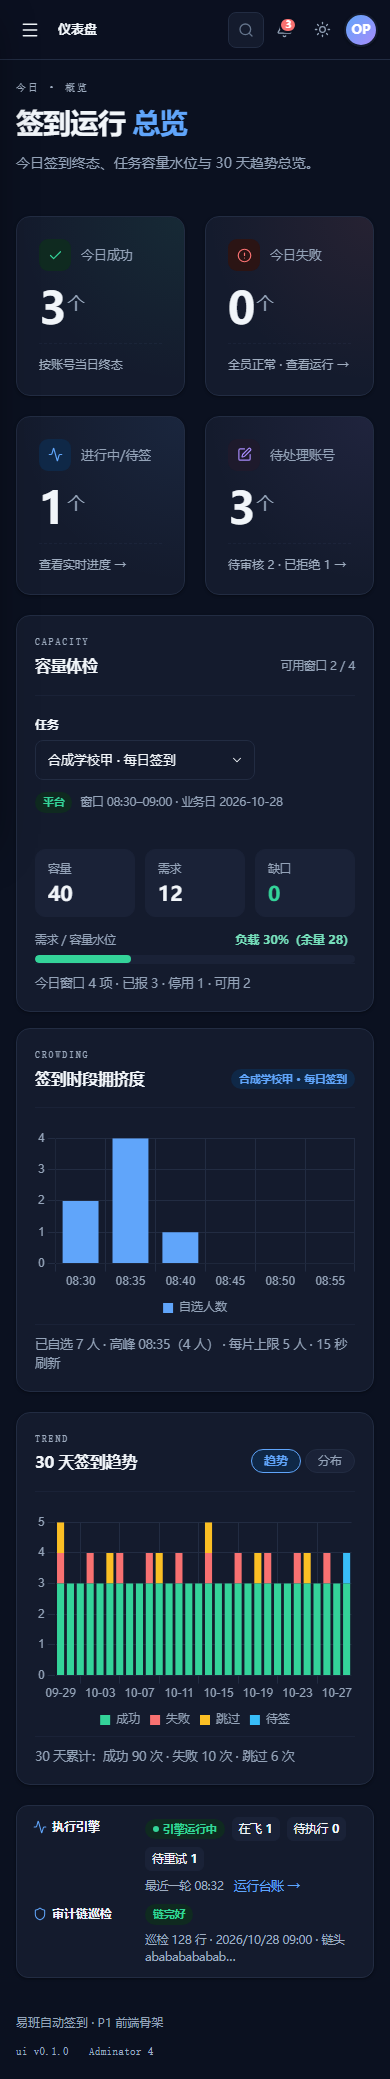 仪表盘
3
OP
今日 · 概览
签到运行 总览
今日签到终态、任务容量水位与 30 天趋势总览。
今日成功
3个
按账号当日终态
今日失败
0个
全员正常 · 查看运行 →
进行中/待签
1个
查看实时进度 →
待处理账号
3个
待审核 2 · 已拒绝 1 →
CAPACITY
容量体检
可用窗口 2 / 4
任务
合成学校甲 · 每日签到
平台 窗口 08:30–09:00 · 业务日 2026-10-28
容量
40
需求
12
缺口
0
需求 / 容量水位
负载 30%（余量 28）
今日窗口 4 项 · 已报 3 · 停用 1 · 可用 2
CROWDING
签到时段拥挤度
合成学校甲 · 每日签到
4
3
2
1
0
08:30 08:35 08:40 08:45 08:50 08:55
自选人数
已自选 7 人 · 高峰 08:35（4 人） · 每片上限 5 人 · 15 秒
刷新
TREND
30 天签到趋势
趋势
分布
5
4
3
2
1
0
09-29 10-03 10-07 10-11 10-15 10-19 10-23 10-27
成功 失败 跳过 待签
30 天累计：成功 90 次 · 失败 10 次 · 跳过 6 次
执行引擎
引擎运行中 在飞 1 待执行 0
待重试 1
最近一轮 08:32 运行台账 →
审计链巡检
链完好
巡检 128 行 · 2026/10/28 09:00 · 链头
abababababab…
易班自动签到 · P1 前端骨架
ui v0.1.0 Adminator 4